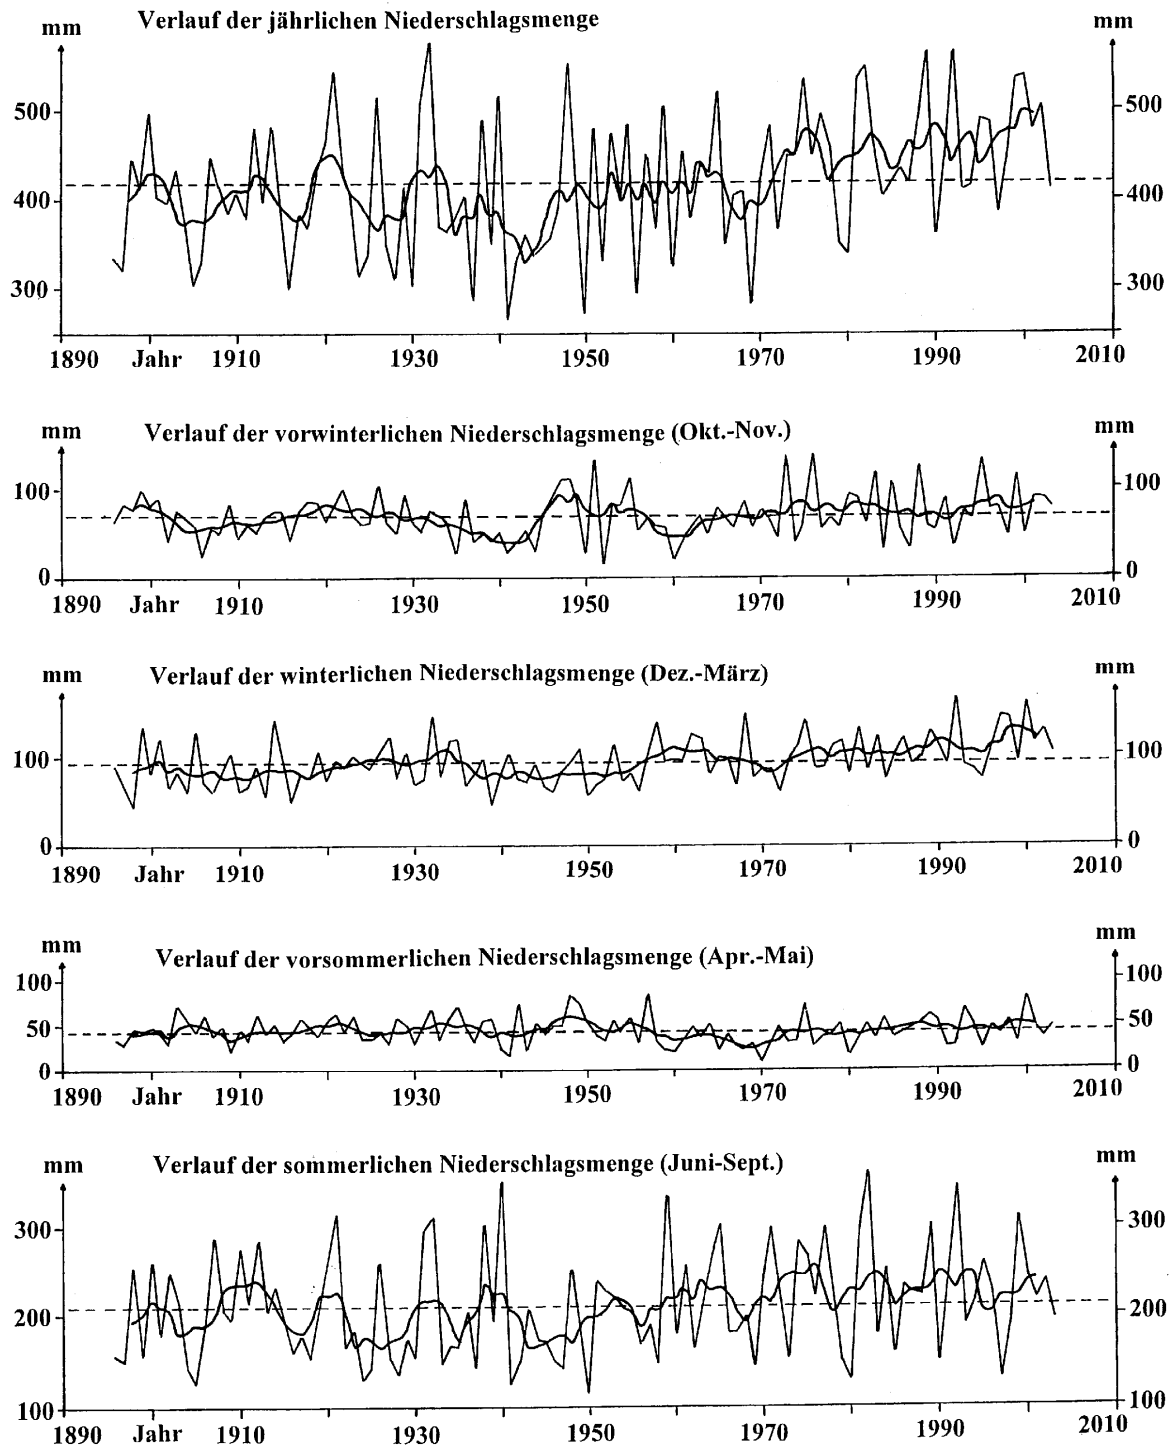 Verlauf der jährlichen Niederschlagsmenge
mm mm
500 500
400 400
300 300
1890 Jahr 1910 1930 1950 1970 1990 2010
Verlauf der vorwinterlichen Niederschlagsmenge (Okt.-Nov.)
mm mm
100 100
0 0
1890 Jahr 1910 1930 1950 1970 1990 2010
Verlauf der winterlichen Niederschlagsmenge (Dez.-März)
mm mm
100 100
0 0
1890 Jahr 1910 1930 1950 1970 1990 2010
Verlauf der vorsommerlichen Niederschlagsmenge (Apr.-Mai)
mm mm
100 100
50 50
0 0
1890 Jahr 1910 1930 1950 1970 1990 2010
Verlauf der sommerlichen Niederschlagsmenge (Juni-Sept.)
mm mm
300 300
200 200
100 100
1890 Jahr 1910 1930 1950 1970 1990 2010